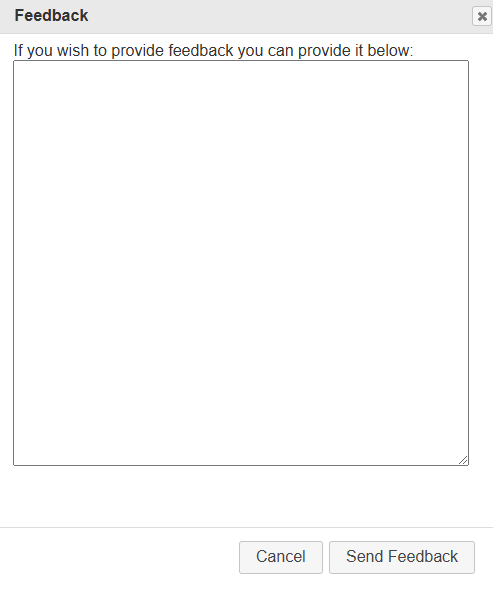 Feedback
If you wish to provide feedback you can provide it below:
Cancel
Send Feedback